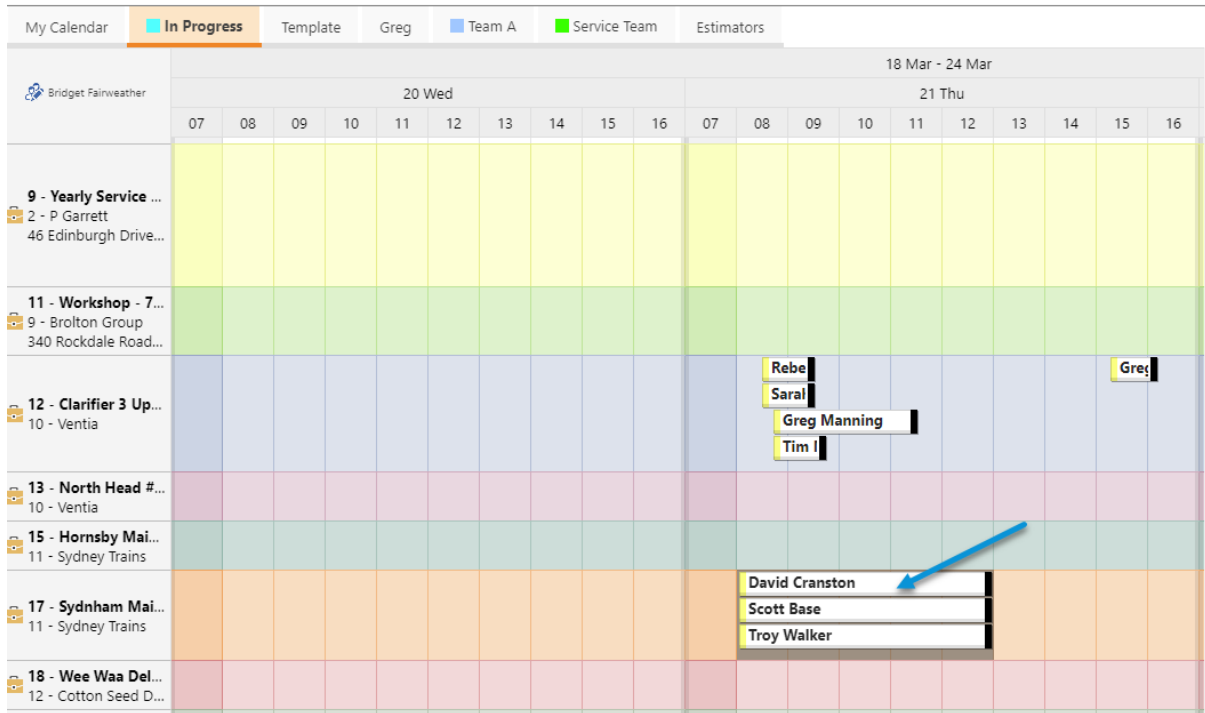 My Calendar In Progress Template Greg Team A Service Team Estimators
18 Mar - 24 Mar
Bridget Fairweather
20 Wed 21 Thu
07 08 09 10 11 12 13 14 15 16 07 08 09 10 11 12 13 14 15 16
9 - Yearly Service ...
2 - P Garrett
46 Edinburgh Drive...
11 - Workshop - 7...
9 - Brolton Group
340 Rockdale Road...
12 - Clarifier 3 Up...
10 - Ventia
Rebe
Greg
Sarah
Greg Manning
Tim
13 - North Head #...
10 - Ventia
15 - Hornsby Mai...
11 - Sydney Trains
17 - Sydnham Mai...
11 - Sydney Trains
David Cranston
Scott Base
Troy Walker
18 - Wee Waa Del...
12 - Cotton Seed D...